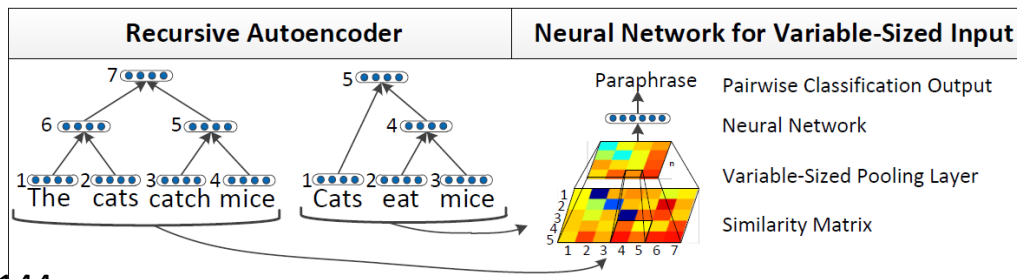 Recursive Autoencoder
Neural Network for Variable-Sized Input
7
6
5
1
2
3
4
The cats catch mice
5
4
1
2
3
Cats eat mice
Paraphrase
n
1
2
3
4
5
1 2 3 4 5 6 7
Pairwise Classification Output
Neural Network
Variable-Sized Pooling Layer
Similarity Matrix